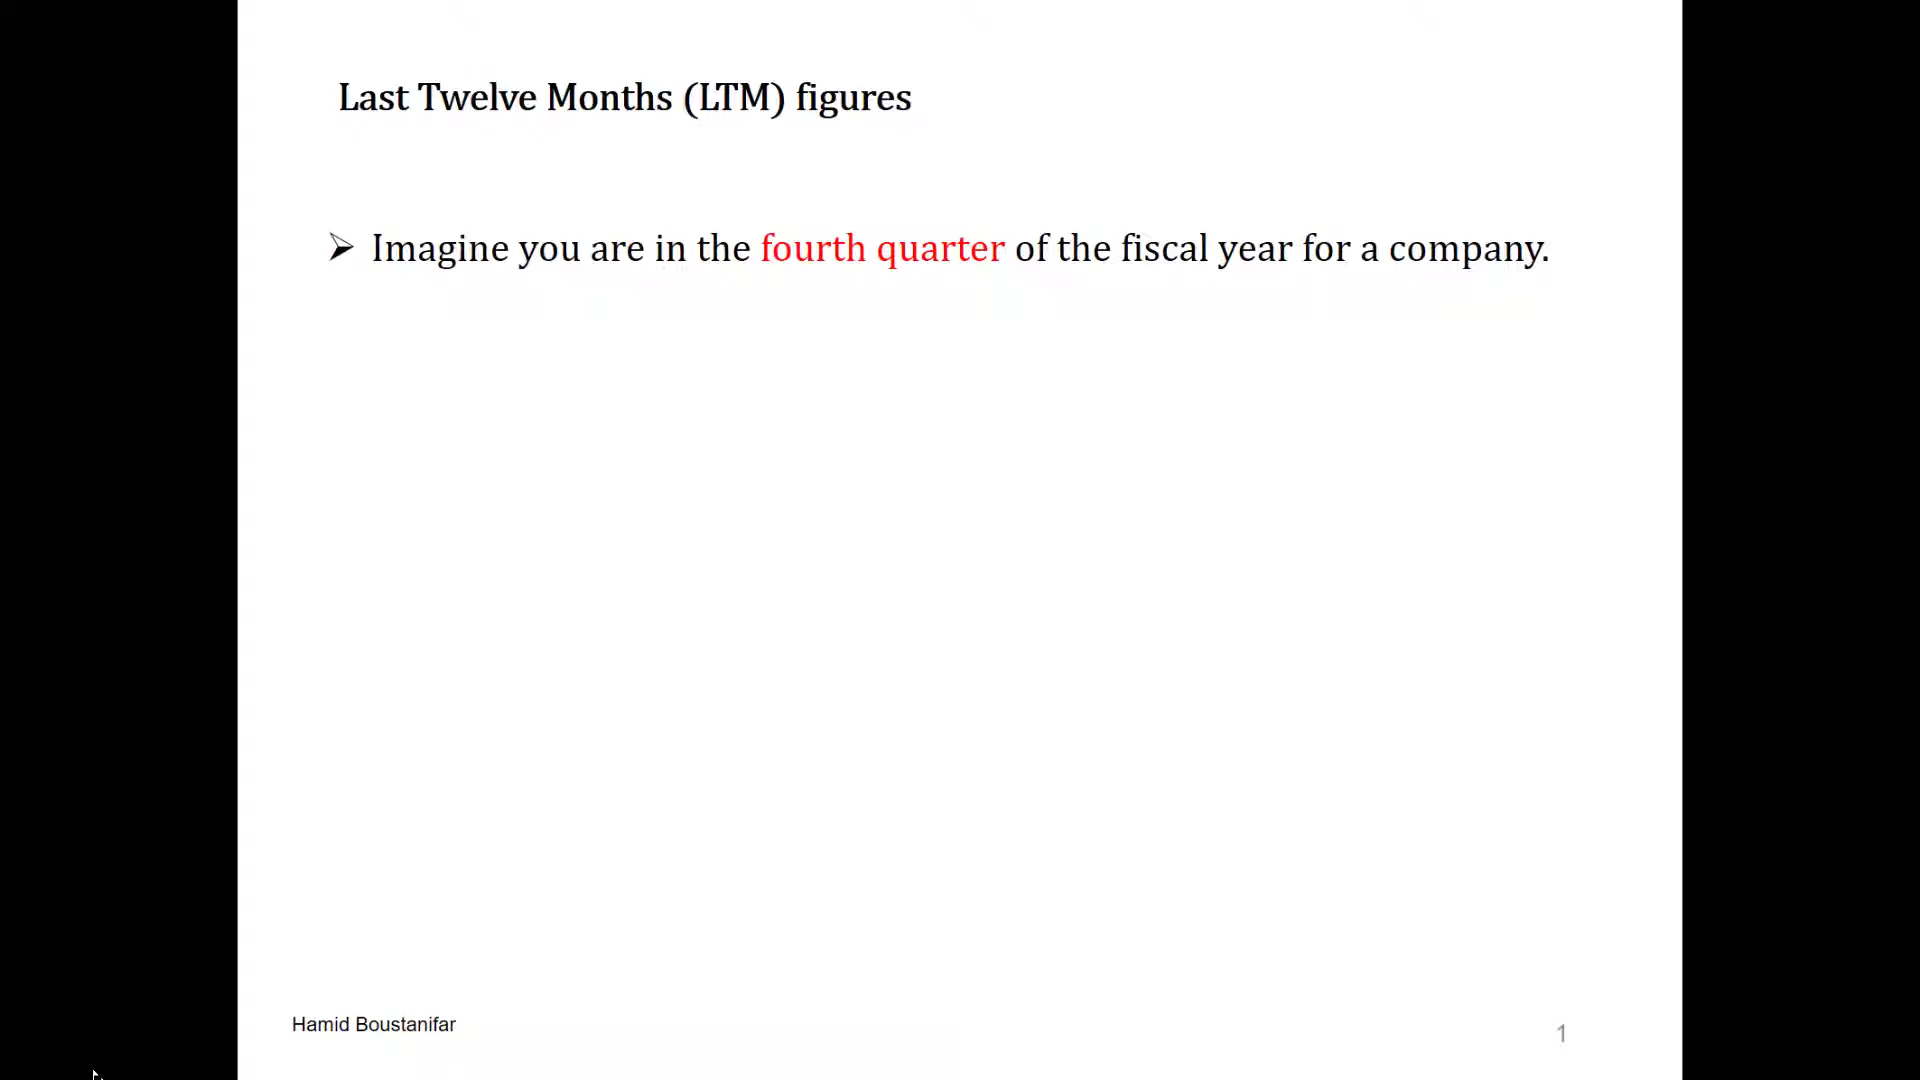 Last Twelve Months (LTM) figures
➢ Imagine you are in the fourth quarter of the fiscal year for a company.
Hamid Boustanifar
1